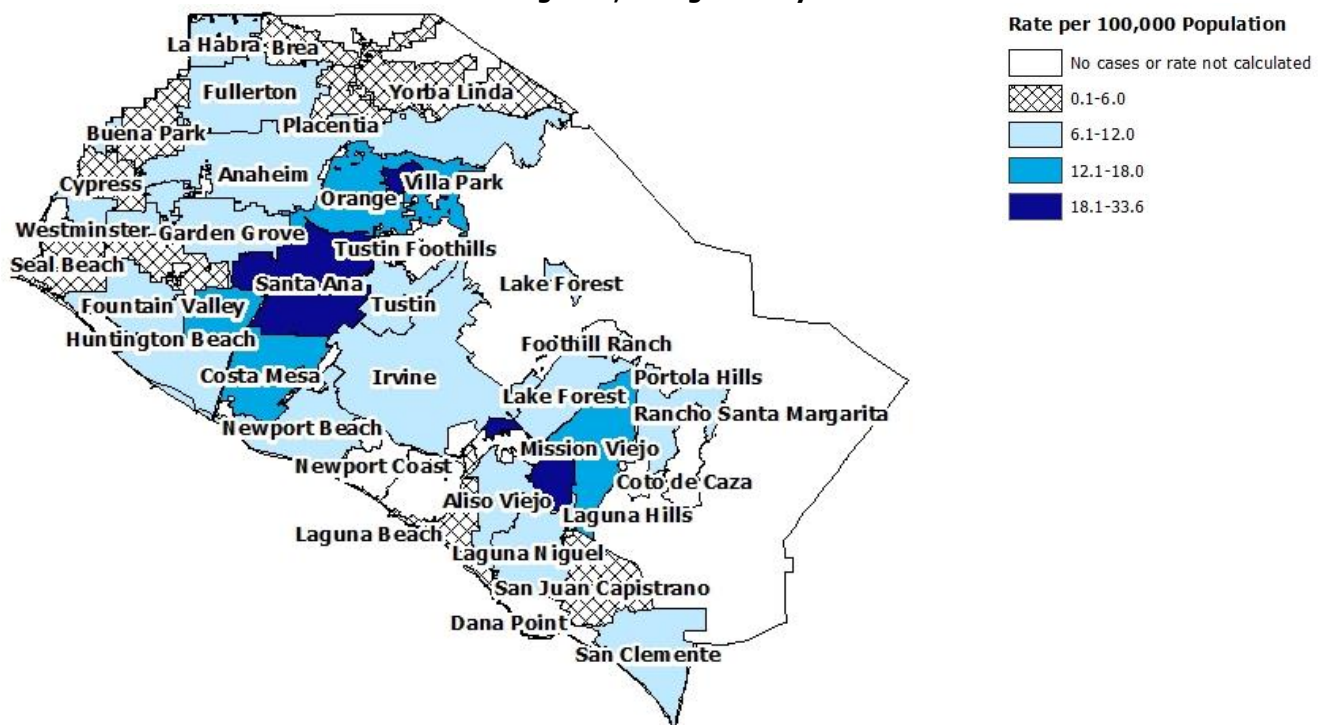 Rate per 100,000 Population
No cases or rate not calculated
0.1-6.0
6.1-12.0
12.1-18.0
18.1-33.6
La Habra
Brea
Fullerton
Yorba Linda
Placentia
Buena Park
Anaheim
Cypress
Villa Park
Orange
Westminster
Garden Grove
Tustin Foothills
Seal Beach
Santa Ana
Lake Forest
Fountain Valley
Tustin
Huntington Beach
Foothill Ranch
Costa Mesa
Irvine
Portola Hills
Lake Forest
Rancho Santa Margarita
Newport Beach
Mission Viejo
Newport Coast
Coto de Caza
Aliso Viejo
Laguna Hills
Laguna Beach
Laguna Niguel
San Juan Capistrano
Dana Point
San Clemente